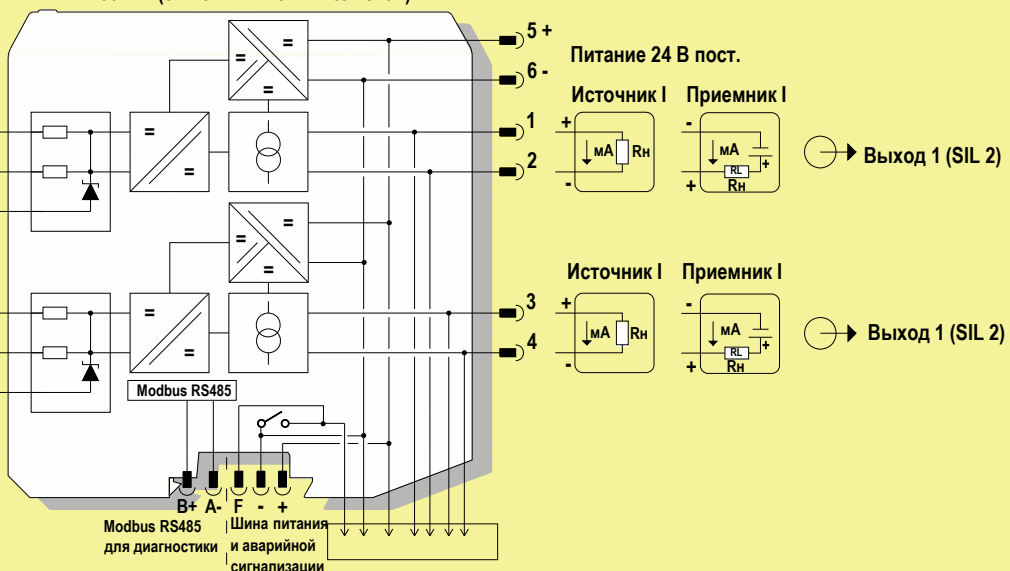 5 +
Питание 24 В пост.
6 -
Источник I Приемник I
1
+
-
мА
Rн
мА
+
RL
Rн
2
-
+
Выход 1 (SIL 2)
=
=
=
=
=
=
=
=
=
=
Источник I Приемник I
3
+
-
мА
Rн
мА
+
RL
Rн
4
-
+
Выход 1 (SIL 2)
Modbus RS485
B+ A- F - +
Modbus RS485
для диагностики
Шина питания
и аварийной
сигнализации